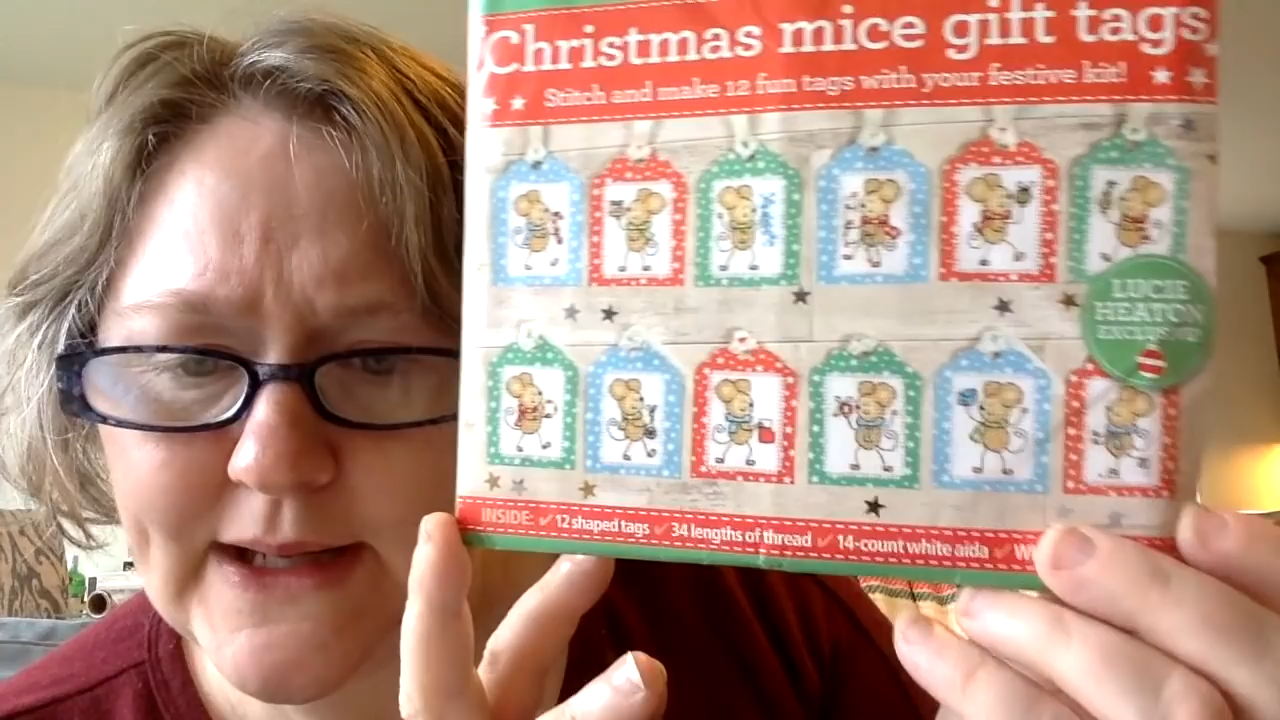 Christmas mice gift tags
Stitch and make 12 fun tags with your festive kit!
LUCIE
HEATON
EXCLUSIVE!
INSIDE: ✓ 12 shaped tags ✓ 34 lengths of thread ✓ 14-count white aida ✓